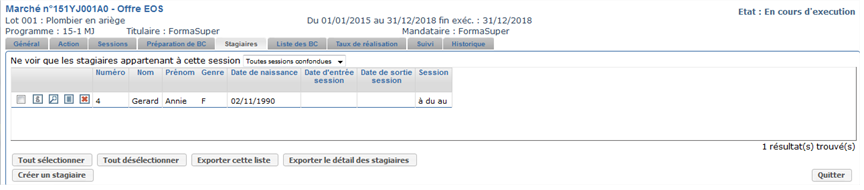 Marché n°151YJ001A0 - Offre EOS
Etat : En cours d'execution
Lot 001 : Plombier en ariège Du 01/01/2015 au 31/12/2018 fin exéc. : 31/12/2018
Programme : 15-1 MJ Titulaire : FormaSuper Mandataire : FormaSuper
Général Action Sessions Préparation de BC Stagiaires Liste des BC Taux de réalisation Suivi Historique
Ne voir que les stagiaires appartenant à cette session Toutes sessions confondues
Numéro Nom Prénom Genre Date de naissance Date d'entrée session Date de sortie session Session
4 Gerard Annie F 02/11/1990 à du au
1 résultat(s) trouvé(s)
Tout sélectionner Tout désélectionner Exporter cette liste Exporter le détail des stagiaires
Créer un stagiaire Quitter